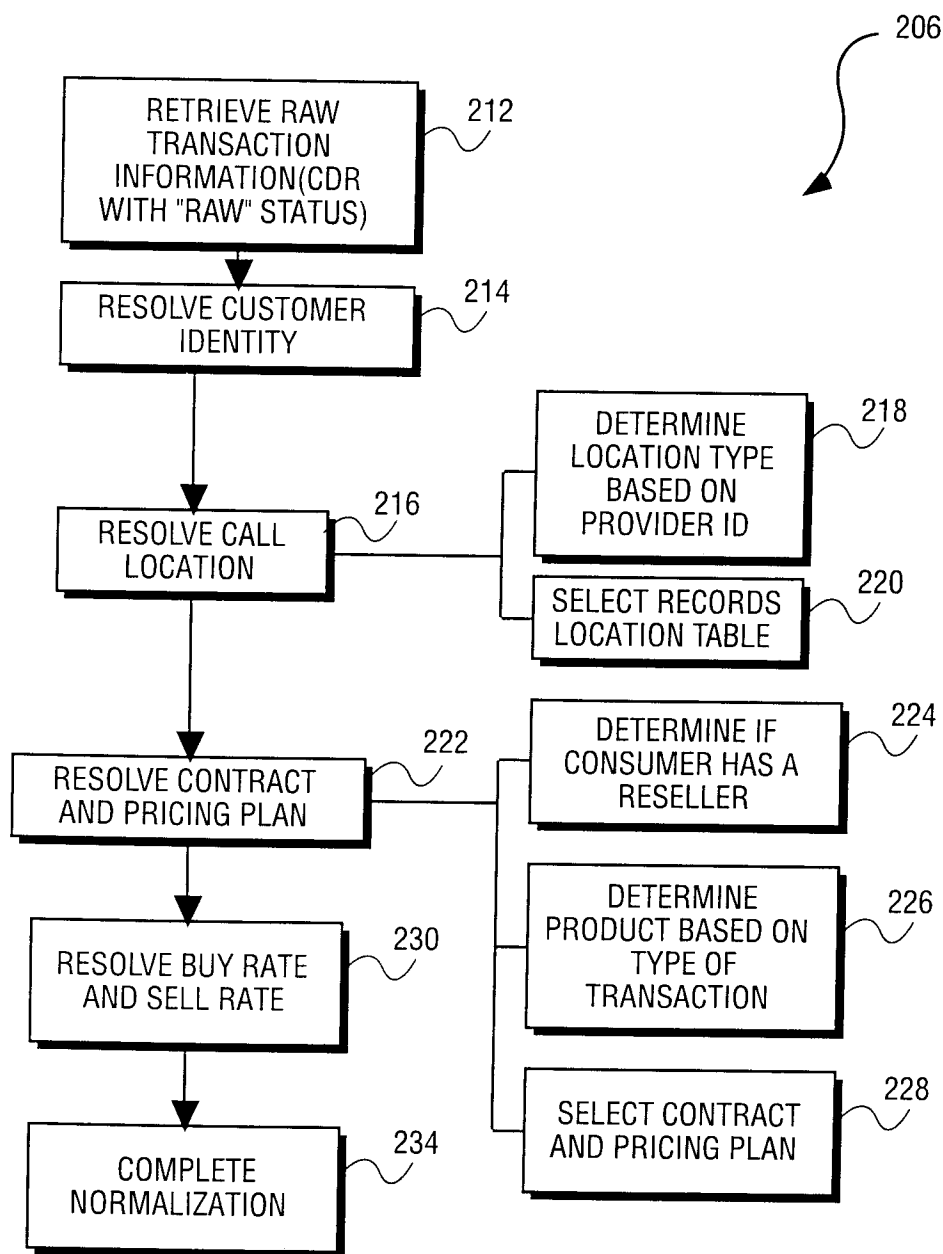 206
RETRIEVE RAW
TRANSACTION
INFORMATION(CDR
WITH "RAW" STATUS)
212
RESOLVE CUSTOMER
IDENTITY
214
RESOLVE CALL
LOCATION
216
DETERMINE
LOCATION TYPE
BASED ON
PROVIDER ID
218
SELECT RECORDS
LOCATION TABLE
220
RESOLVE CONTRACT
AND PRICING PLAN
222
DETERMINE IF
CONSUMER HAS A
RESELLER
224
DETERMINE
PRODUCT BASED ON
TYPE OF
TRANSACTION
226
SELECT CONTRACT
AND PRICING PLAN
228
RESOLVE BUY RATE
AND SELL RATE
230
COMPLETE
NORMALIZATION
234